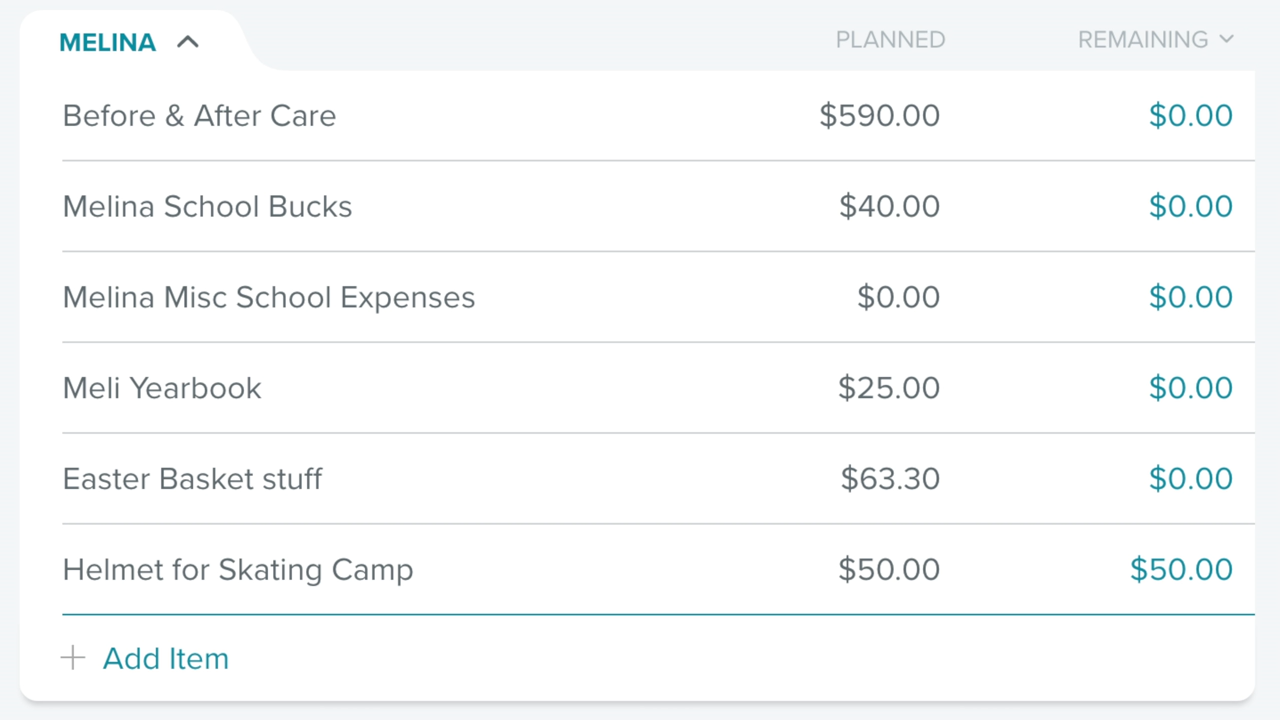 MELINA PLANNED REMAINING
Before & After Care $590.00 $0.00
Melina School Bucks $40.00 $0.00
Melina Misc School Expenses $0.00 $0.00
Meli Yearbook $25.00 $0.00
Easter Basket stuff $63.30 $0.00
Helmet for Skating Camp $50.00 $50.00
+ Add Item